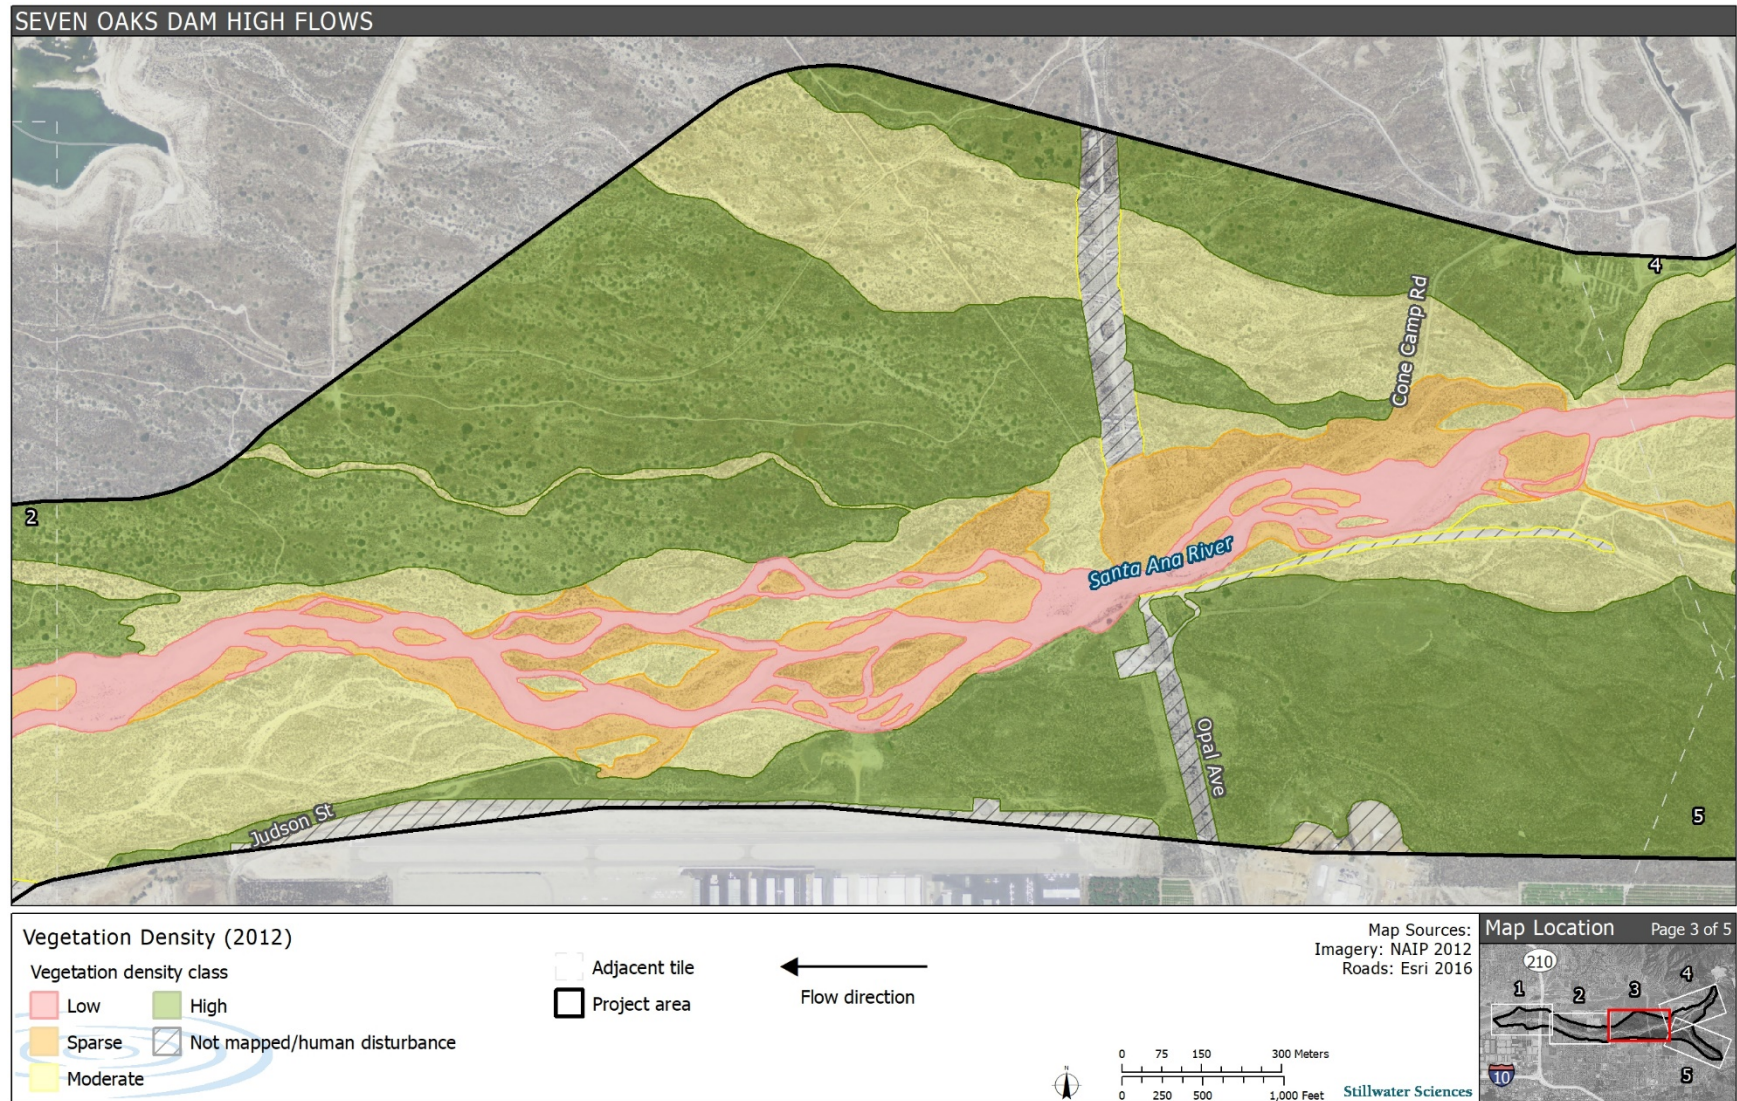 SEVEN OAKS DAM HIGH FLOWS
4
Cone Camp Rd
2
Santa Ana River
Opal Ave
Judson St
5
Vegetation Density (2012)
Vegetation density class
Low
High
Sparse
Not mapped/human disturbance
Moderate
Adjacent tile
Project area
Flow direction
Map Sources:
Imagery: NAIP 2012
Roads: Esri 2016
N
0 75 150 300 Meters
0 250 500 1,000 Feet
Stillwater Sciences
Map Location Page 3 of 5
210
4
1
2
3
10
5